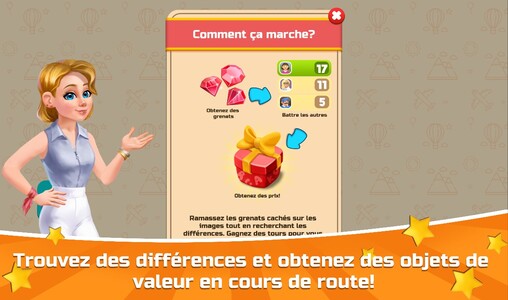 Comment ça marche?
17
11
5
Obtenez des
grenats
Battre les autres
Obtenez des prix!
Ramassez les grenats cachés sur les
images tout en recherchant les
différences. Gagnez des tours pour vous
Trouvez des différences et obtenez des objets de
valeur en cours de route!